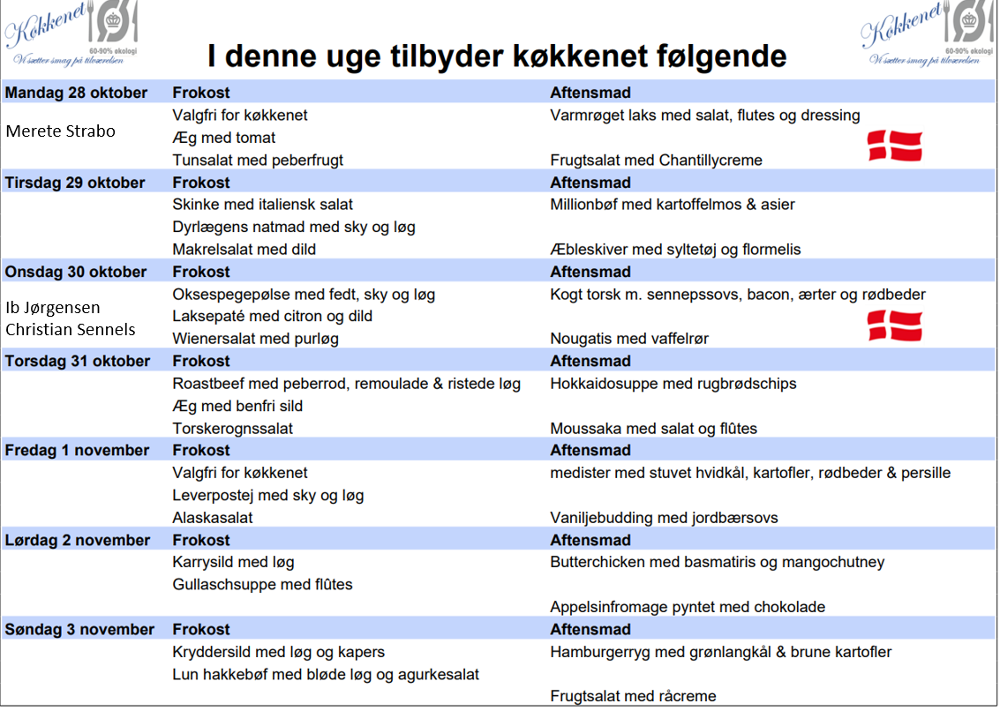 Køkkenet
60-90% økologi
Vi sætter smag på tilværelsen
Køkkenet
60-90% økologi
Vi sætter smag på tilværelsen
I denne uge tilbyder køkkenet følgende
Mandag 28 oktober Frokost Aftensmad
Merete Strabo
Valgfri for køkkenet Varmrøget laks med salat, flutes og dressing
Æg med tomat
Tunsalat med peberfrugt Frugtsalat med Chantillycreme
Tirsdag 29 oktober Frokost Aftensmad
Skinke med italiensk salat Millionbøf med kartoffelmos & asier
Dyrlægens natmad med sky og løg
Makrelsalat med dild Æbleskiver med syltetøj og flormelis
Onsdag 30 oktober Frokost Aftensmad
Ib Jørgensen
Christian Sennels
Oksespegepølse med fedt, sky og løg Kogt torsk m. sennepssovs, bacon, ærter og rødbeder
Laksepaté med citron og dild
Wienersalat med purløg Nougatis med vaffelrør
Torsdag 31 oktober Frokost Aftensmad
Roastbeef med peberrod, remoulade & ristede løg Hokkaidosuppe med rugbrødschips
Æg med benfri sild
Torskerognssalat Moussaka med salat og flûtes
Fredag 1 november Frokost Aftensmad
Valgfri for køkkenet medister med stuvet hvidkål, kartofler, rødbeder & persille
Leverpostej med sky og løg
Alaskasalat Vaniljebudding med jordbærsovs
Lørdag 2 november Frokost Aftensmad
Karrysild med løg Butterchicken med basmatiris og mangochutney
Gullaschsuppe med flûtes
Appelsinfromage pyntet med chokolade
Søndag 3 november Frokost Aftensmad
Kryddersild med løg og kapers Hamburgerryg med grønlangkål & brune kartofler
Lun hakkebøf med bløde løg og agurkesalat
Frugtsalat med råcreme